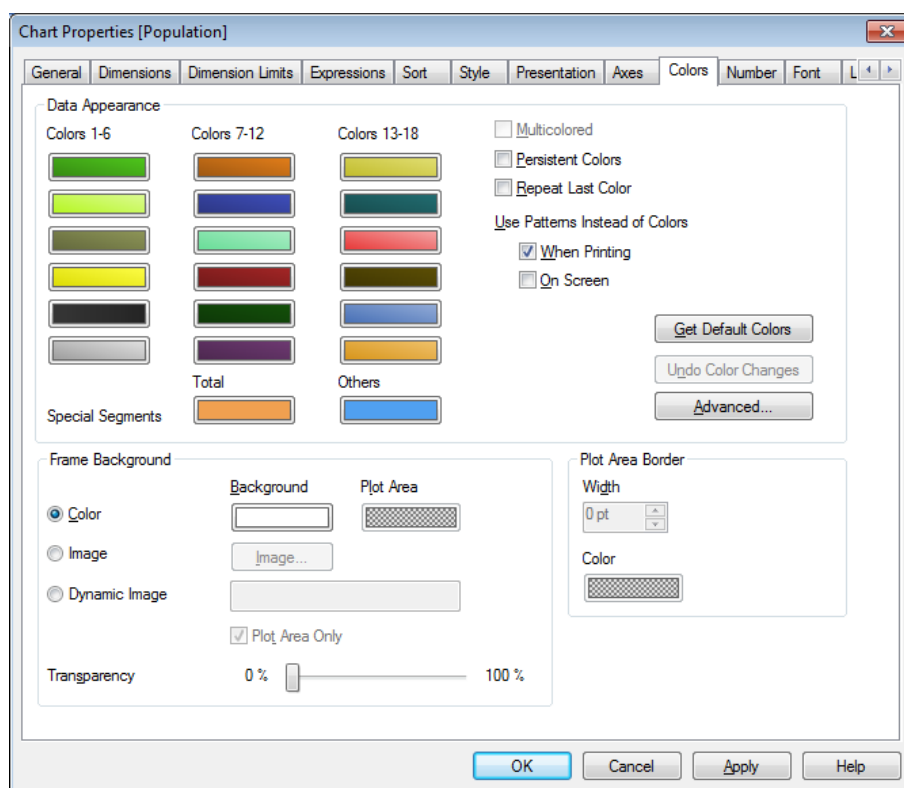 Chart Properties [Population]
General Dimensions Dimension Limits Expressions Sort Style Presentation Axes Colors Number Font L
Data Appearance
Colors 1-6 Colors 7-12 Colors 13-18
Multicolored
Persistent Colors
Repeat Last Color
Use Patterns Instead of Colors
When Printing
On Screen
Get Default Colors
Undo Color Changes
Advanced...
Total Others
Special Segments
Frame Background
Background Plot Area
Color
Image
Image...
Dynamic Image
Plot Area Only
Transparency 0 % 100 %
Plot Area Border
Width
0 pt
Color
OK Cancel Apply Help